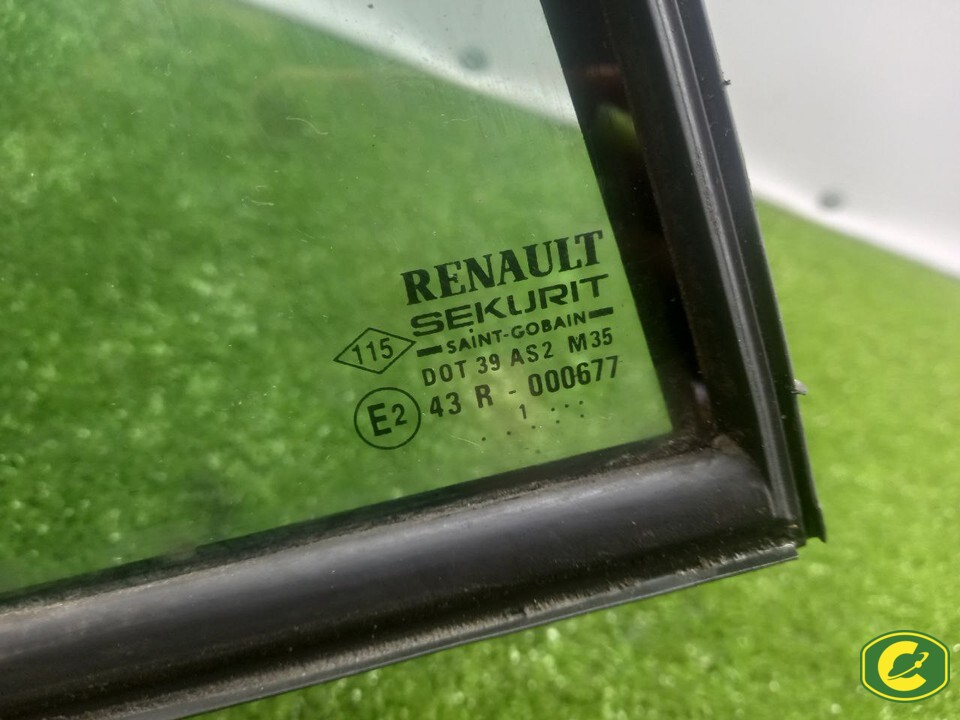 RENAULT
SEKURIT
SAINT-GOBAIN
115
DOT 39 AS2 M35
E2
43 R - 000677
.. 1 ...
.. .. :
C